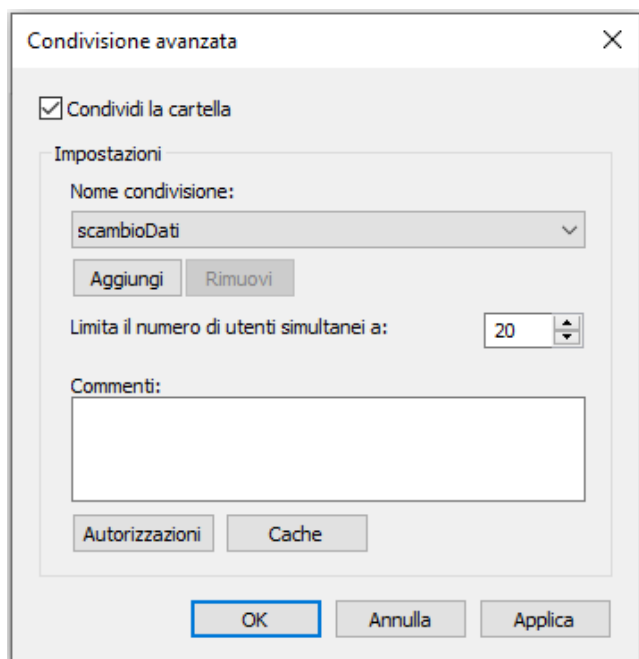 Condivisione avanzata
Condividi la cartella
Impostazioni
Nome condivisione:
scambioDati
Aggiungi Rimuovi
Limita il numero di utenti simultanei a: 20
Commenti:
Autorizzazioni Cache
OK Annulla Applica